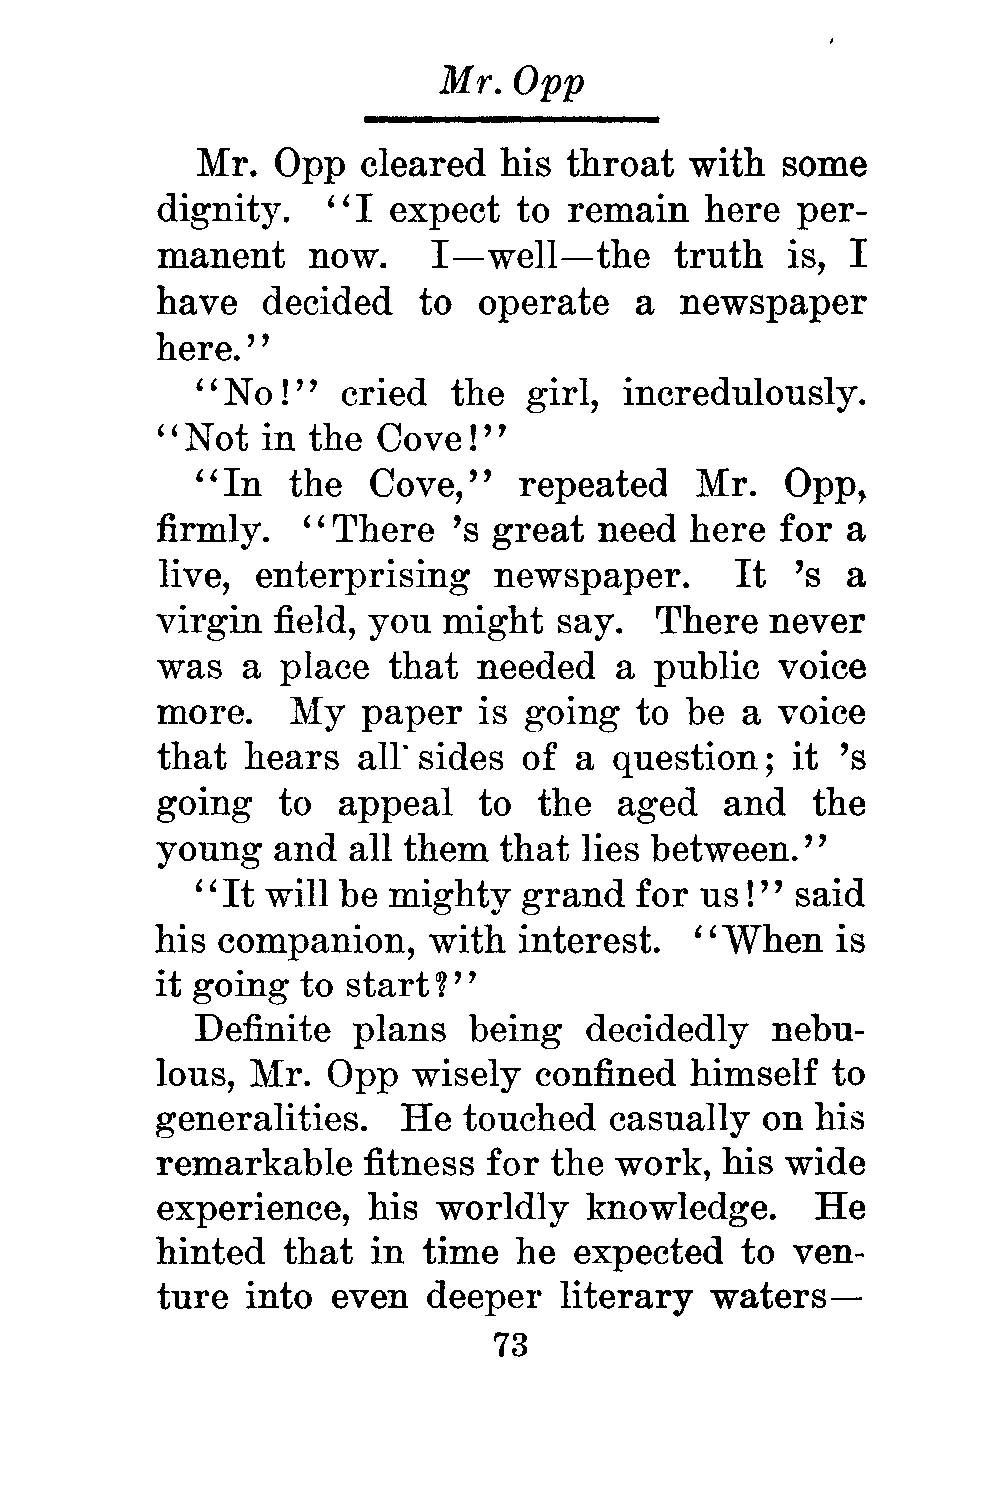 Mr. Opp
Mr. Opp cleared his throat with some
dignity. "I expect to remain here per-
manent now. I—well—the truth is, I
have decided to operate a newspaper
here."
"No!" cried the girl, incredulously.
"Not in the Cove!"
"In the Cove," repeated Mr. Opp,
firmly. "There 's great need here for a
live, enterprising newspaper. It 's a
virgin field, you might say. There never
was a place that needed a public voice
more. My paper is going to be a voice
that hears all sides of a question; it 's
going to appeal to the aged and the
young and all them that lies between."
"It will be mighty grand for us!" said
his companion, with interest. "When is
it going to start?"
Definite plans being decidedly nebu-
lous, Mr. Opp wisely confined himself to
generalities. He touched casually on his
remarkable fitness for the work, his wide
experience, his worldly knowledge. He
hinted that in time he expected to ven-
ture into even deeper literary waters—
73